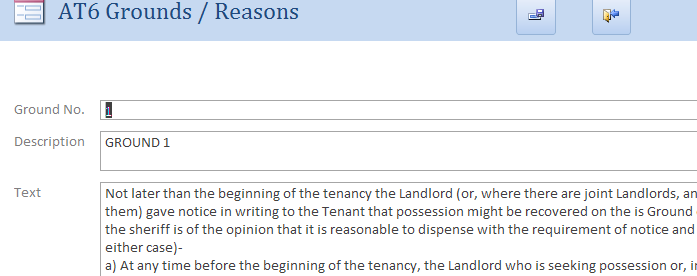 AT6 Grounds / Reasons
Ground No. 1
Description GROUND 1
Text Not later than the beginning of the tenancy the Landlord (or, where there are joint Landlords, an
them) gave notice in writing to the Tenant that possession might be recovered on the is Ground
the sheriff is of the opinion that it is reasonable to dispense with the requirement of notice and
either case)-
a) At any time before the beginning of the tenancy, the Landlord who is seeking possession or, i